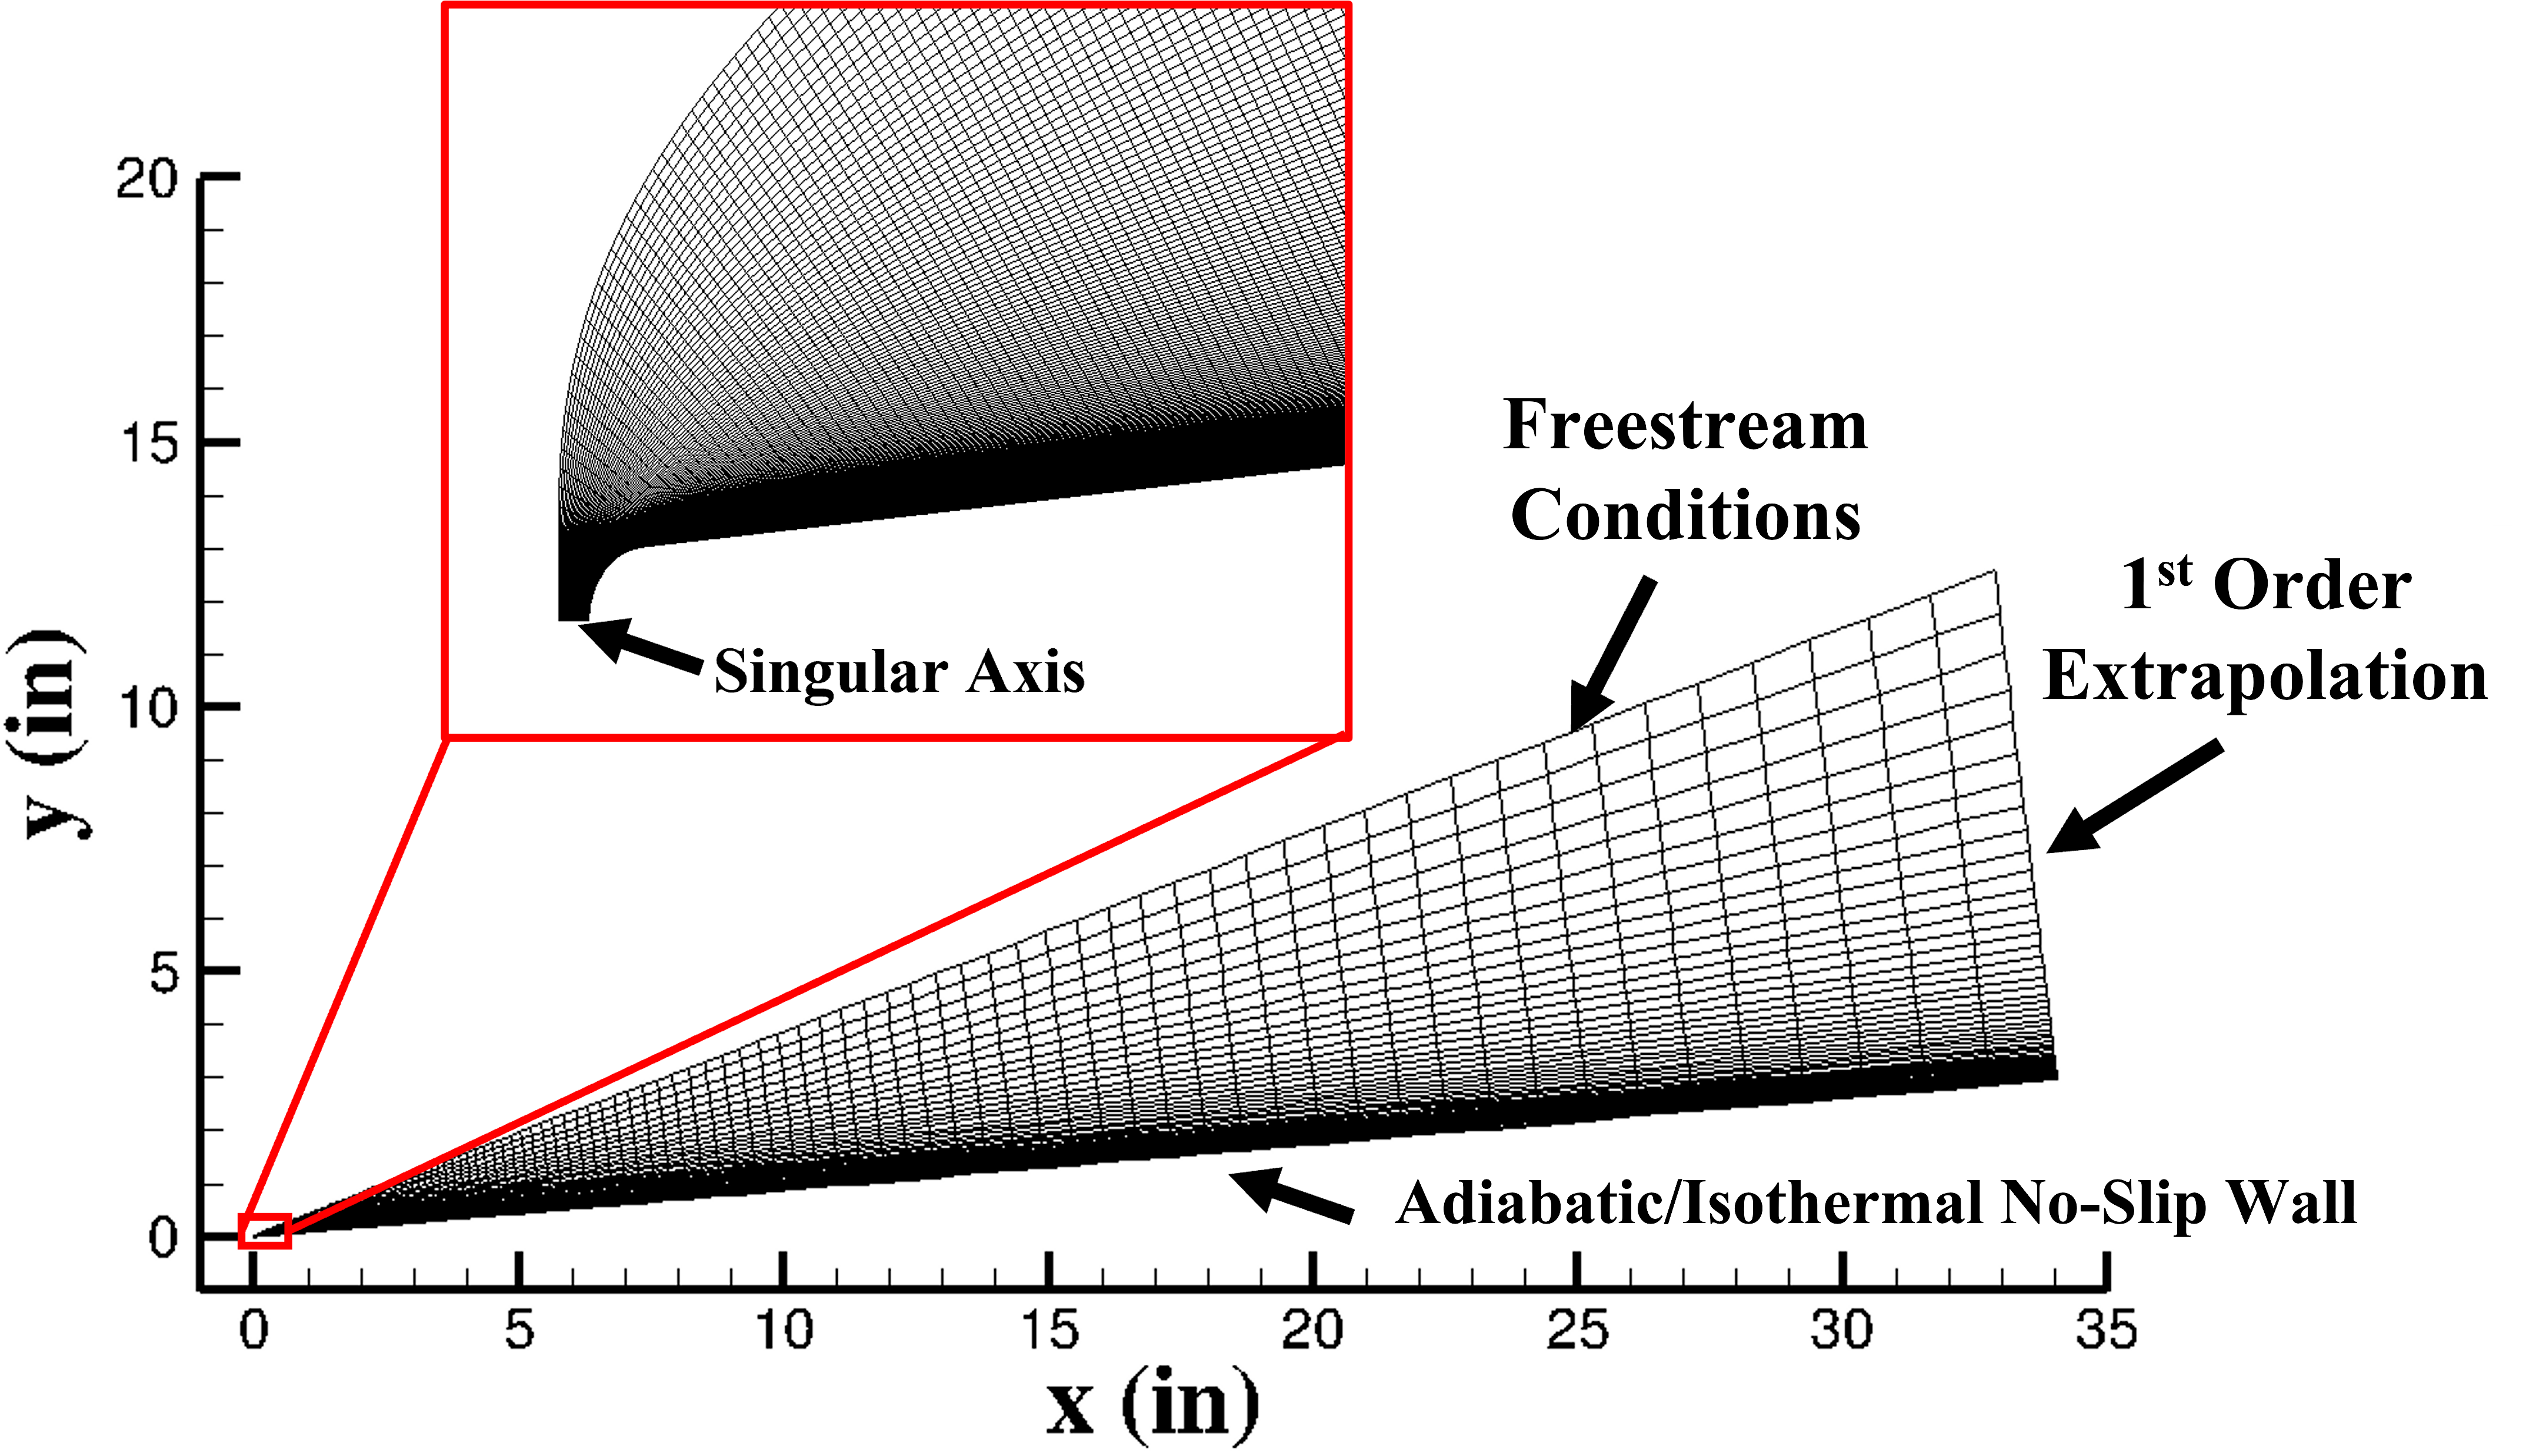 20
15
10
5
0
y (in)
Singular Axis
Freestream
Conditions
1st Order
Extrapolation
Adiabatic/Isothermal No-Slip Wall
0 5 10 15 20 25 30 35
x (in)